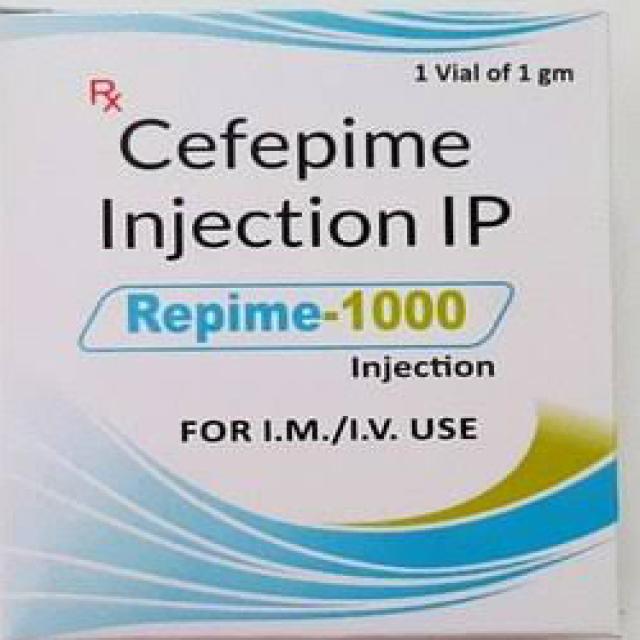 1 Vial of 1 gm
Rx
Cefepime
Injection IP
Repime-1000
Injection
FOR I.M./I.V. USE